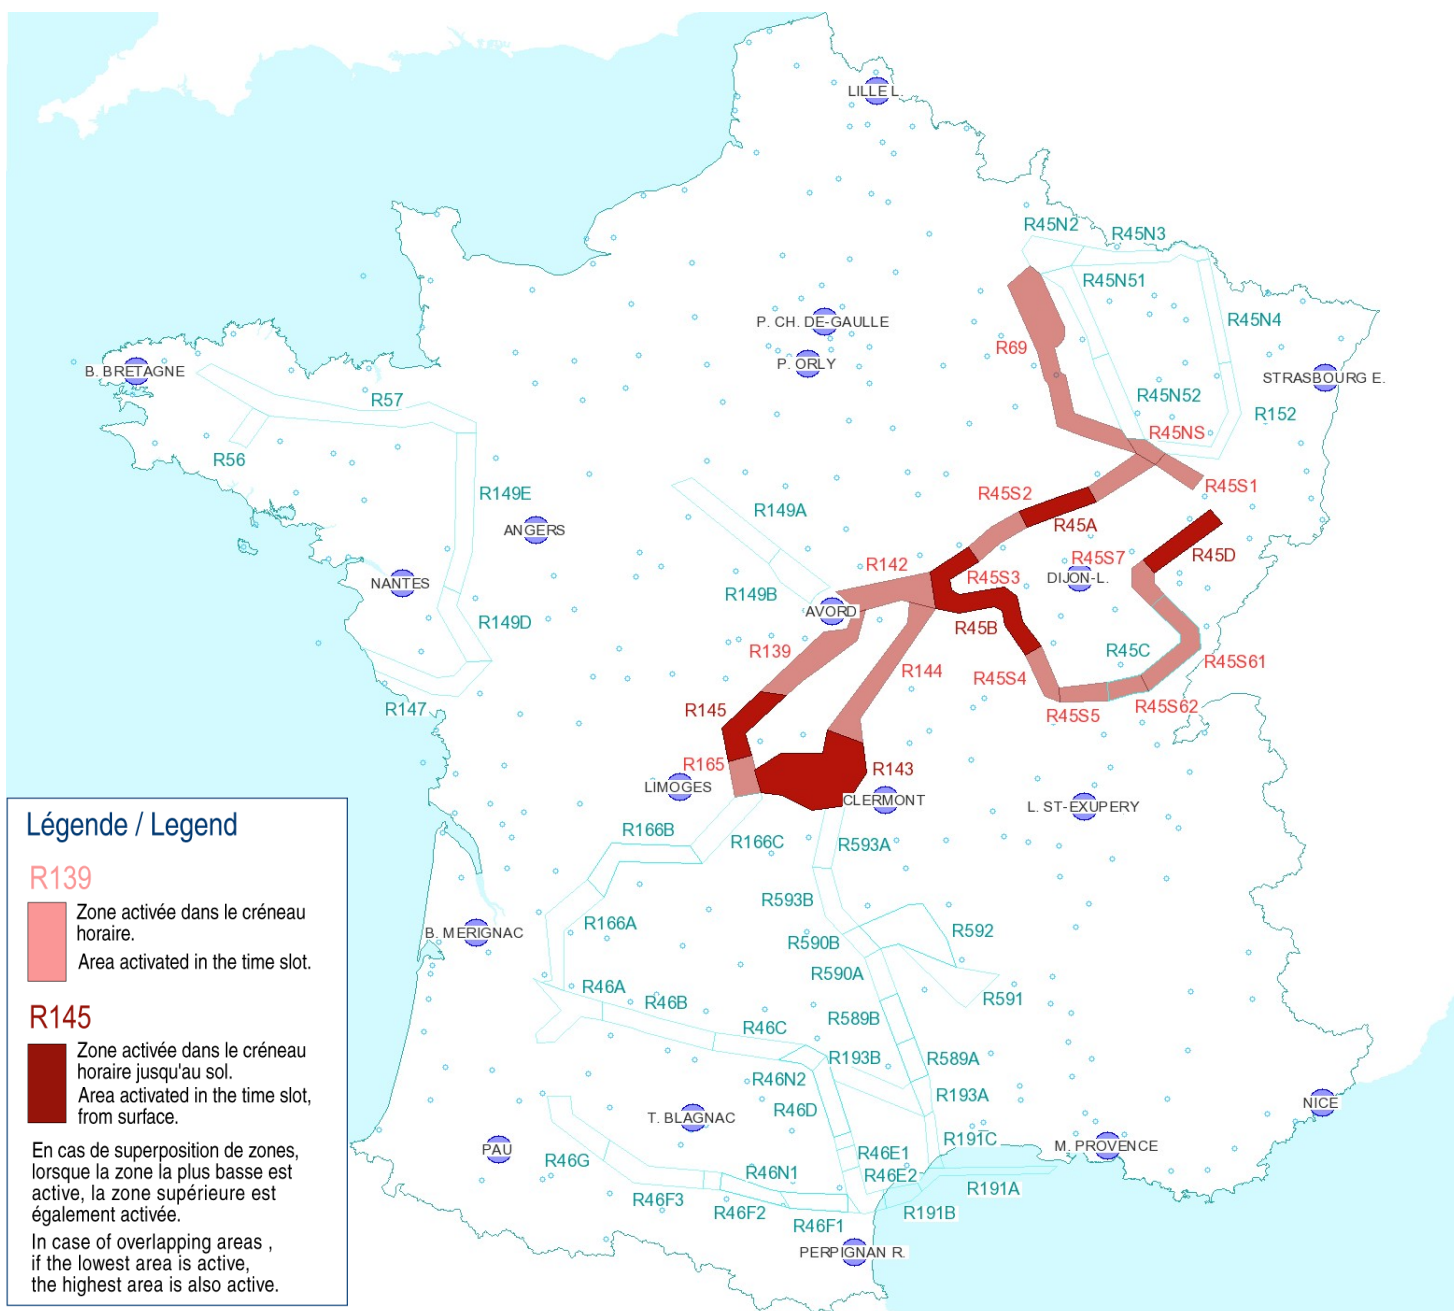 LILLE L.
R45N2
R45N3
R45N51
P. CH. DE-GAULLE
R45N4
R69
P. ORLY
B. BRETAGNE
STRASBOURG E.
R57
R45N52
R152
R45NS
R56
R45S1
R149E
R45S2
R149A
R45A
ANGERS
R45S7
R45D
R142
R45S3
DIJON-L.
NANTES
R149B
AVORD
R149D
R45B
R139
R45C
R45S61
R144
R45S4
R147
R145
R45S5
R45S62
R165
R143
LIMOGES
CLERMONT
L. ST-EXUPERY
R166B
R166C
R593A
R593B
R166A
B. MERIGNAC
R590B
R592
R590A
R46A
R46B
R591
R46C
R589B
R193B
R589A
R46N2
R193A
R46D
T. BLAGNAC
NICE
R191C
M. PROVENCE
PAU
R46E1
R46G
R46N1
R46E2
R191A
R46F3
R46F2
R191B
R46F1
PERPIGNAN R.
Légende / Legend
R139
Zone activée dans le créneau
horaire.
Area activated in the time slot.
R145
Zone activée dans le créneau
horaire jusqu'au sol.
Area activated in the time slot,
from surface.
En cas de superposition de zones,
lorsque la zone la plus basse est
active, la zone supérieure est
également activée.
In case of overlapping areas ,
if the lowest area is active,
the highest area is also active.